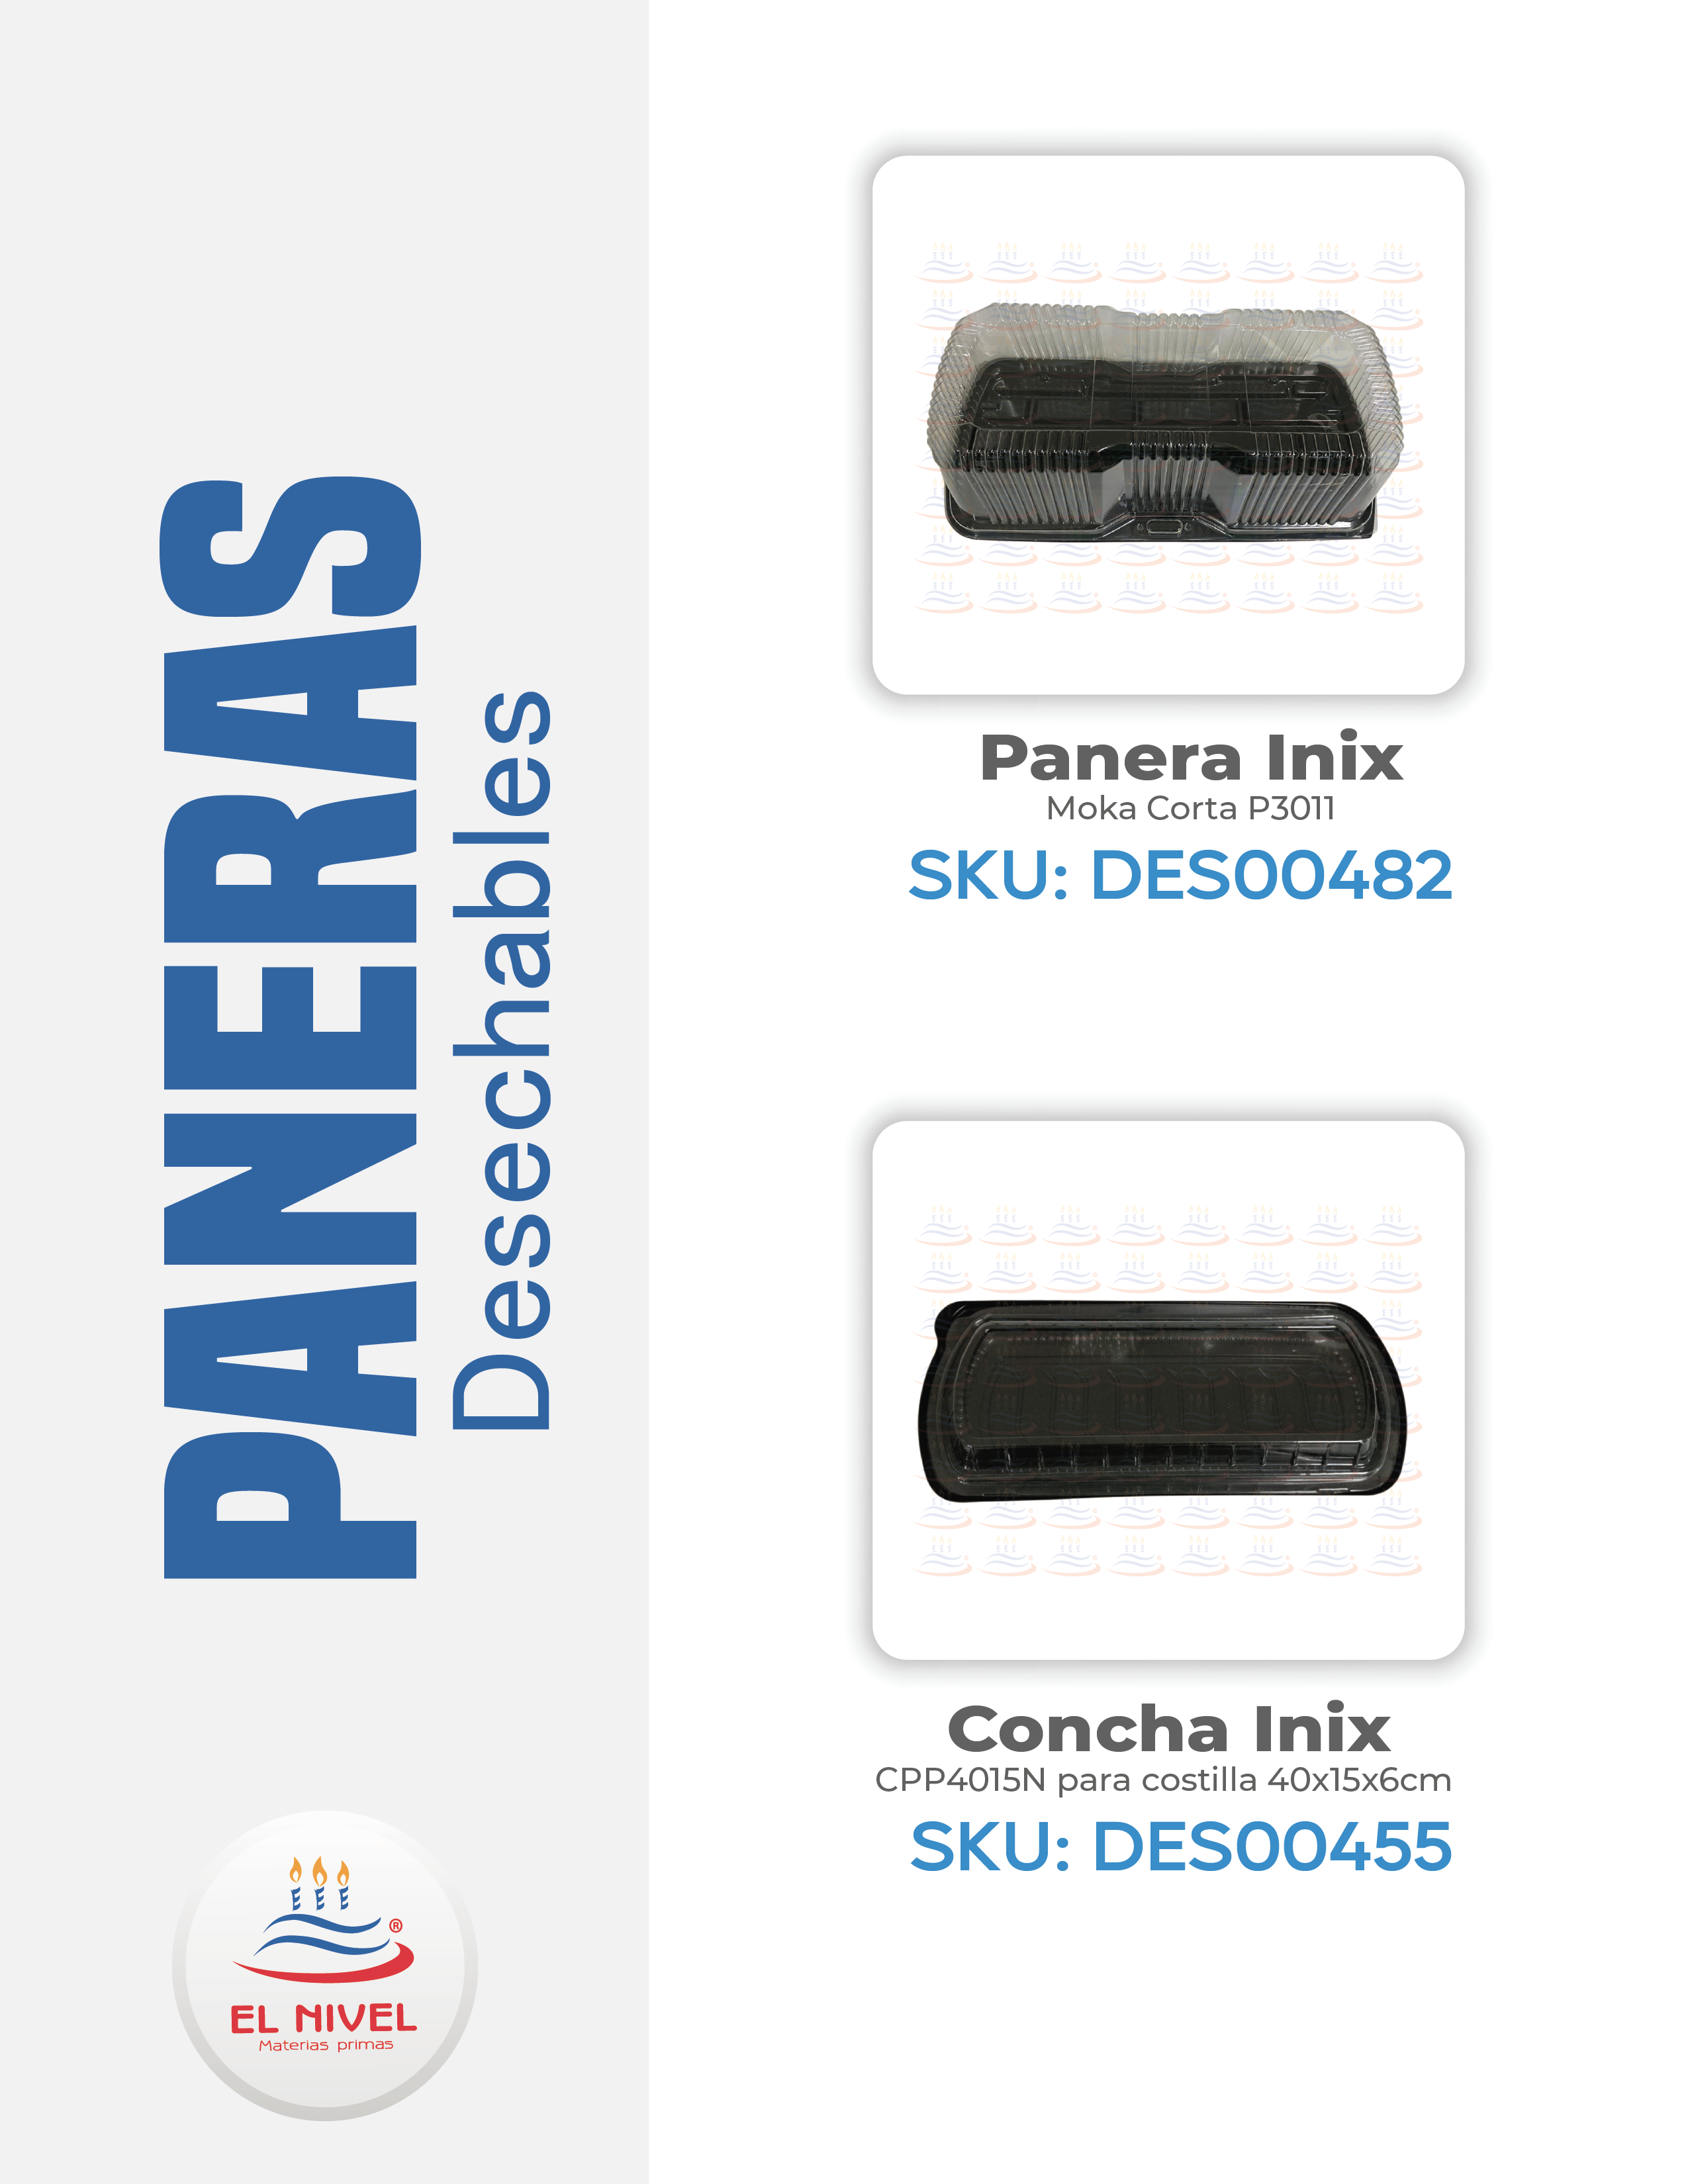 PANERAS
Desechables
Panera Inix
Moka Corta P3011
SKU: DES00482
Concha Inix
CPP4015N para costilla 40x15x6cm
SKU: DES00455
®
EL NIVEL
Materias primas